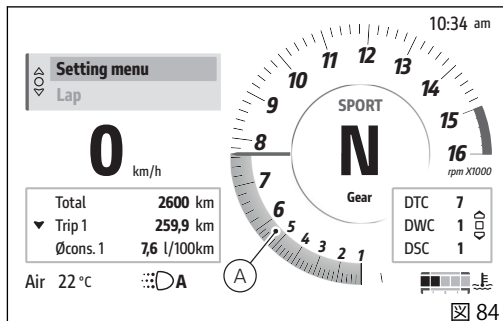 10:34 am
Setting menu
Lap
0 km/h
Total 2600 km
Trip 1 259,9 km
Øcons. 1 7,6 l/100km
Air 22 °C
A
1 2 3 4 5 6 7 8 9 10 11 12 13 14 15 16
rpm X1000
SPORT
N
Gear
A
DTC 7
DWC 1
DSC 1
図 84